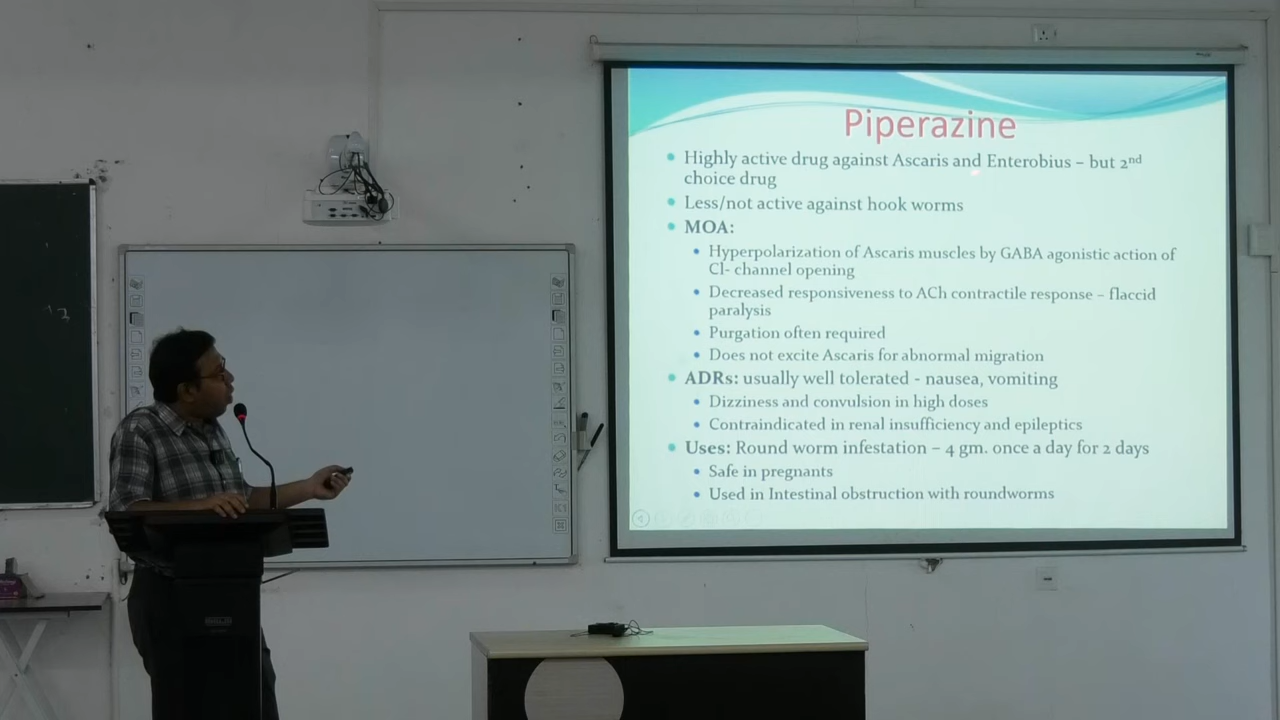 Piperazine
Highly active drug against Ascaris and Enterobius – but 2nd
choice drug
Less/not active against hook worms
MOA:
Hyperpolarization of Ascaris muscles by GABA agonistic action of
Cl- channel opening
Decreased responsiveness to ACh contractile response – flaccid
paralysis
Purgation often required
Does not excite Ascaris for abnormal migration
ADRs: usually well tolerated - nausea, vomiting
Dizziness and convulsion in high doses
Contraindicated in renal insufficiency and epileptics
Uses: Round worm infestation – 4 gm. once a day for 2 days
Safe in pregnants
Used in Intestinal obstruction with roundworms